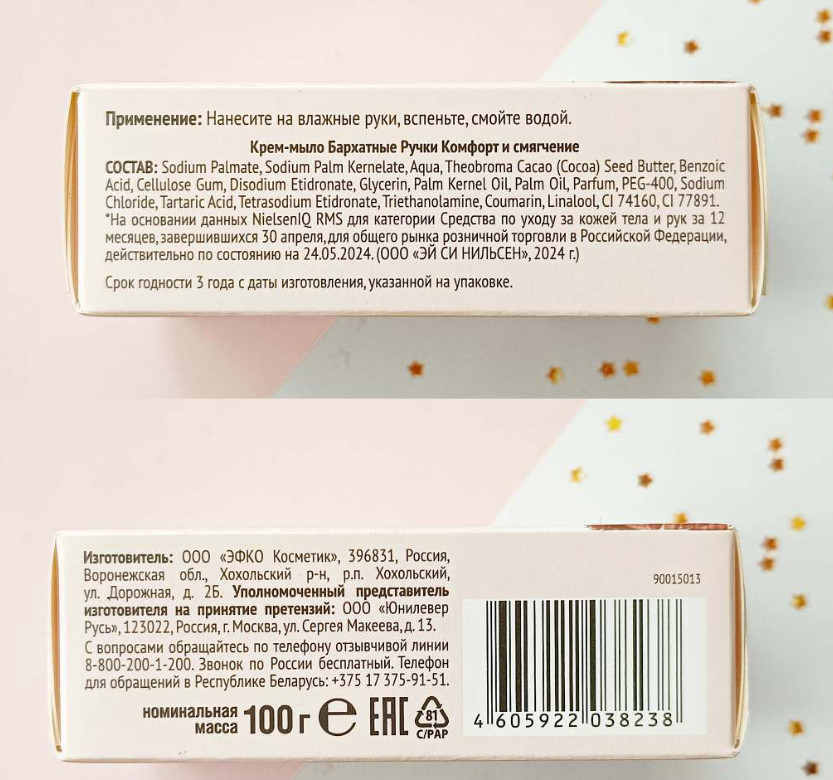 Применение: Нанесите на влажные руки, вспеньте, смойте водой.
Крем-мыло Бархатные Ручки Комфорт и смягчение
СОСТАВ: Sodium Palmate, Sodium Palm Kernelate, Aqua, Theobroma Cacao (Cocoa) Seed Butter, Benzoic
Acid, Cellulose Gum, Disodium Etidronate, Glycerin, Palm Kernel Oil, Palm Oil, Parfum, PEG-400, Sodium
Chloride, Tartaric Acid, Tetrasodium Etidronate, Triethanolamine, Coumarin, Linalool, CI 74160, CI 77891.
*На основании данных NielsenIQ RMS для категории Средства по уходу за кожей тела и рук за 12
месяцев, завершившихся 30 апреля, для общего рынка розничной торговли в Российской Федерации,
действительно по состоянию на 24.05.2024. (ООО «ЭЙ СИ НИЛЬСЕН», 2024 г.)
Срок годности 3 года с даты изготовления, указанной на упаковке.
Изготовитель: ООО «ЭФКО Косметик», 396831, Россия,
Воронежская обл., Хохольский р-н, р.п. Хохольский,
ул. Дорожная, д. 2Б. Уполномоченный представитель
изготовителя на принятие претензий: ООО «Юнилевер
Русь», 123022, Россия, г. Москва, ул. Сергея Макеева, д. 13.
С вопросами обращайтесь по телефону отзывчивой линии
8-800-200-1-200. Звонок по России бесплатный. Телефон
для обращений в Республике Беларусь: +375 17 375-91-51.
номинальная
масса 100 г ℮ EAC 81
C/PAP
90015013
4 605922 038238